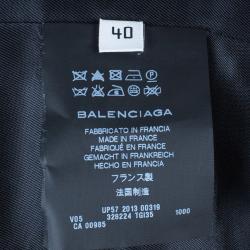 40
BALENCIAGA
FABBRICATO IN FRANCIA
MADE IN FRANCE
FABRIQUÉ EN FRANCE
GEMACHT IN FRANKREICH
HECHO EN FRANCIA
フランス製
法国制造
UP57 2013 00319
V05 328224 TGI35 1000
CA 00985